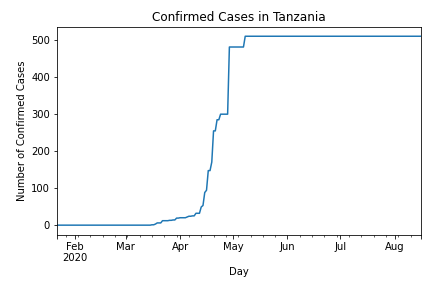 Confirmed Cases in Tanzania
Number of Confirmed Cases
500
400
300
200
100
0
Feb Mar Apr May Jun Jul Aug
2020
Day